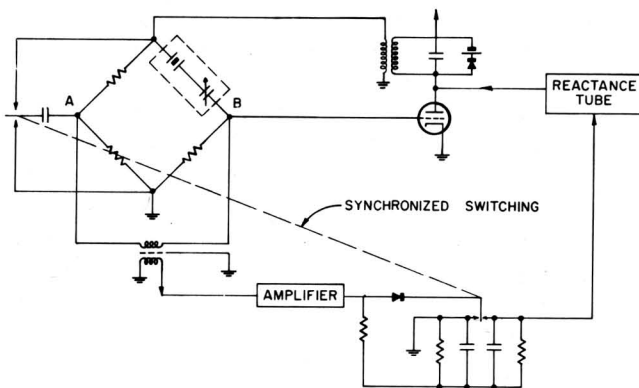 A
B
REACTANCE
TUBE
SYNCHRONIZED SWITCHING
AMPLIFIER